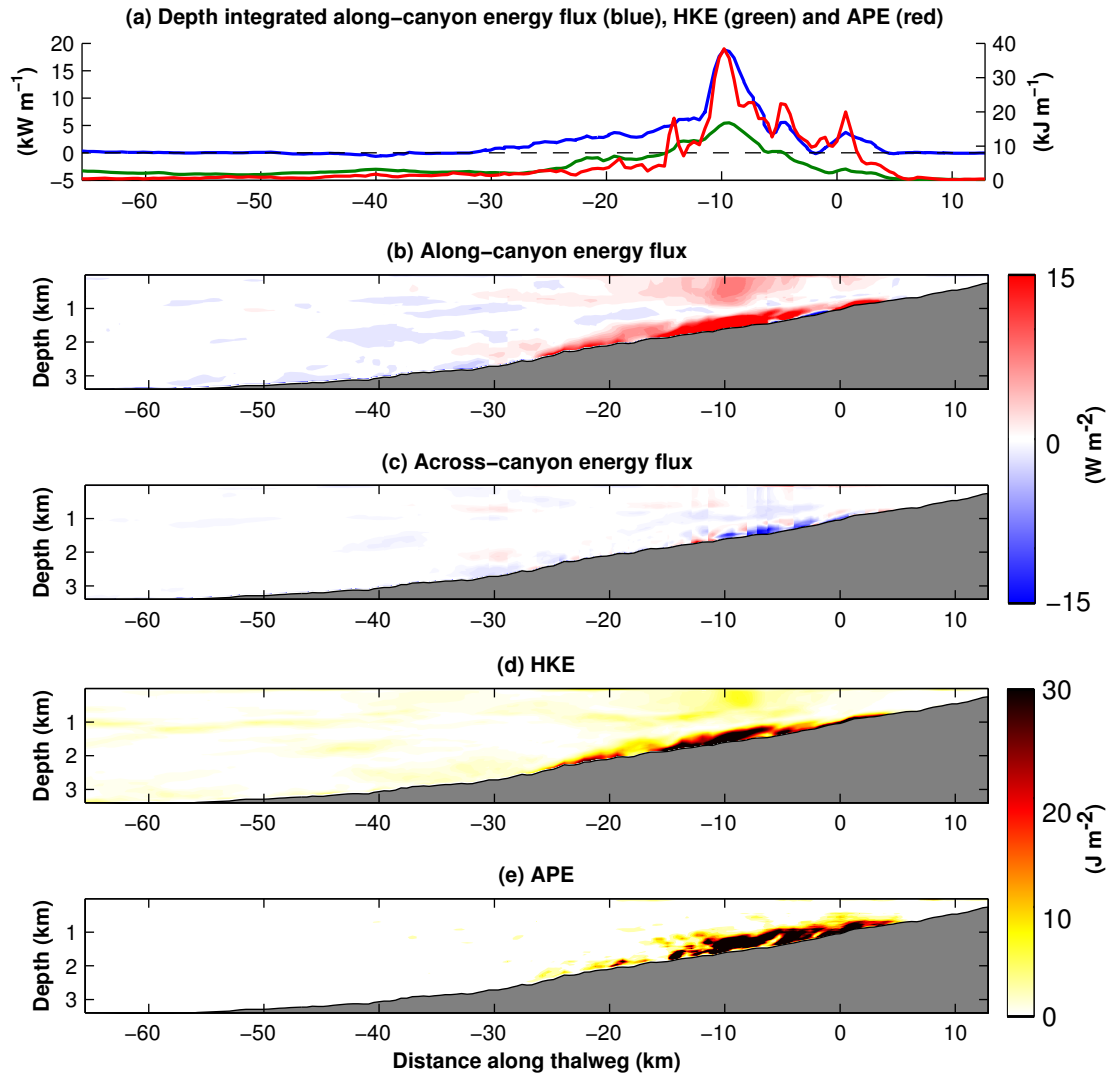 (a) Depth integrated along−canyon energy flux (blue), HKE (green) and APE (red)
20
15
10
5
0
−5
(kW m−1)
40
30
20
10
0
(kJ m−1)
−60 −50 −40 −30 −20 −10 0 10
(b) Along−canyon energy flux
Depth (km)
1
2
3
−60 −50 −40 −30 −20 −10 0 10
(c) Across−canyon energy flux
Depth (km)
1
2
3
−60 −50 −40 −30 −20 −10 0 10
15
0
−15
(W m-2)
(d) HKE
Depth (km)
1
2
3
−60 −50 −40 −30 −20 −10 0 10
(e) APE
Depth (km)
1
2
3
−60 −50 −40 −30 −20 −10 0 10
Distance along thalweg (km)
30
20
10
0
(J m-2)